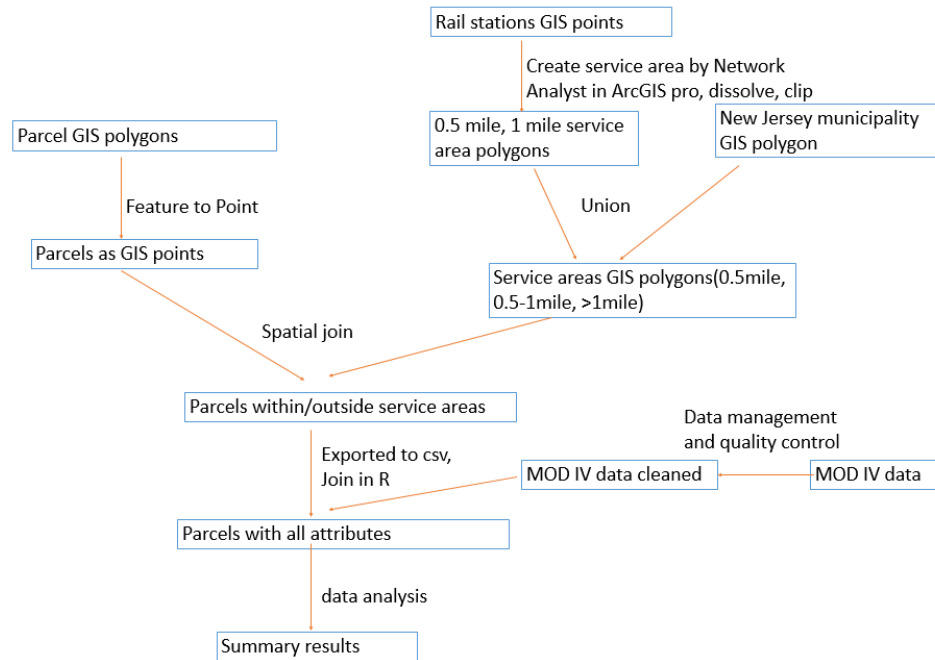 Rail stations GIS points
Create service area by Network
Analyst in ArcGIS pro, dissolve, clip
Parcel GIS polygons
0.5 mile, 1 mile service
area polygons
New Jersey municipality
GIS polygon
Feature to Point
Union
Parcels as GIS points
Service areas GIS polygons(0.5mile,
0.5-1mile, >1mile)
Spatial join
Parcels within/outside service areas
Data management
and quality control
Exported to csv,
Join in R
MOD IV data cleaned
MOD IV data
Parcels with all attributes
data analysis
Summary results